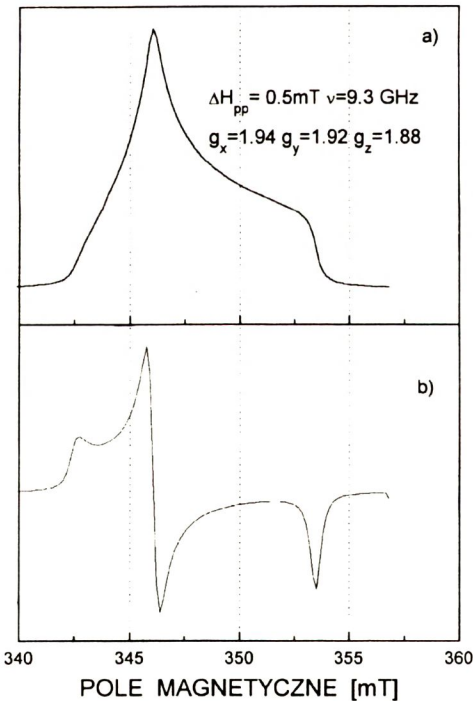 a)
ΔHpp= 0.5mT ν=9.3 GHz
gx=1.94 gy=1.92 gz=1.88
b)
340 345 350 355 360
POLE MAGNETYCZNE [mT]